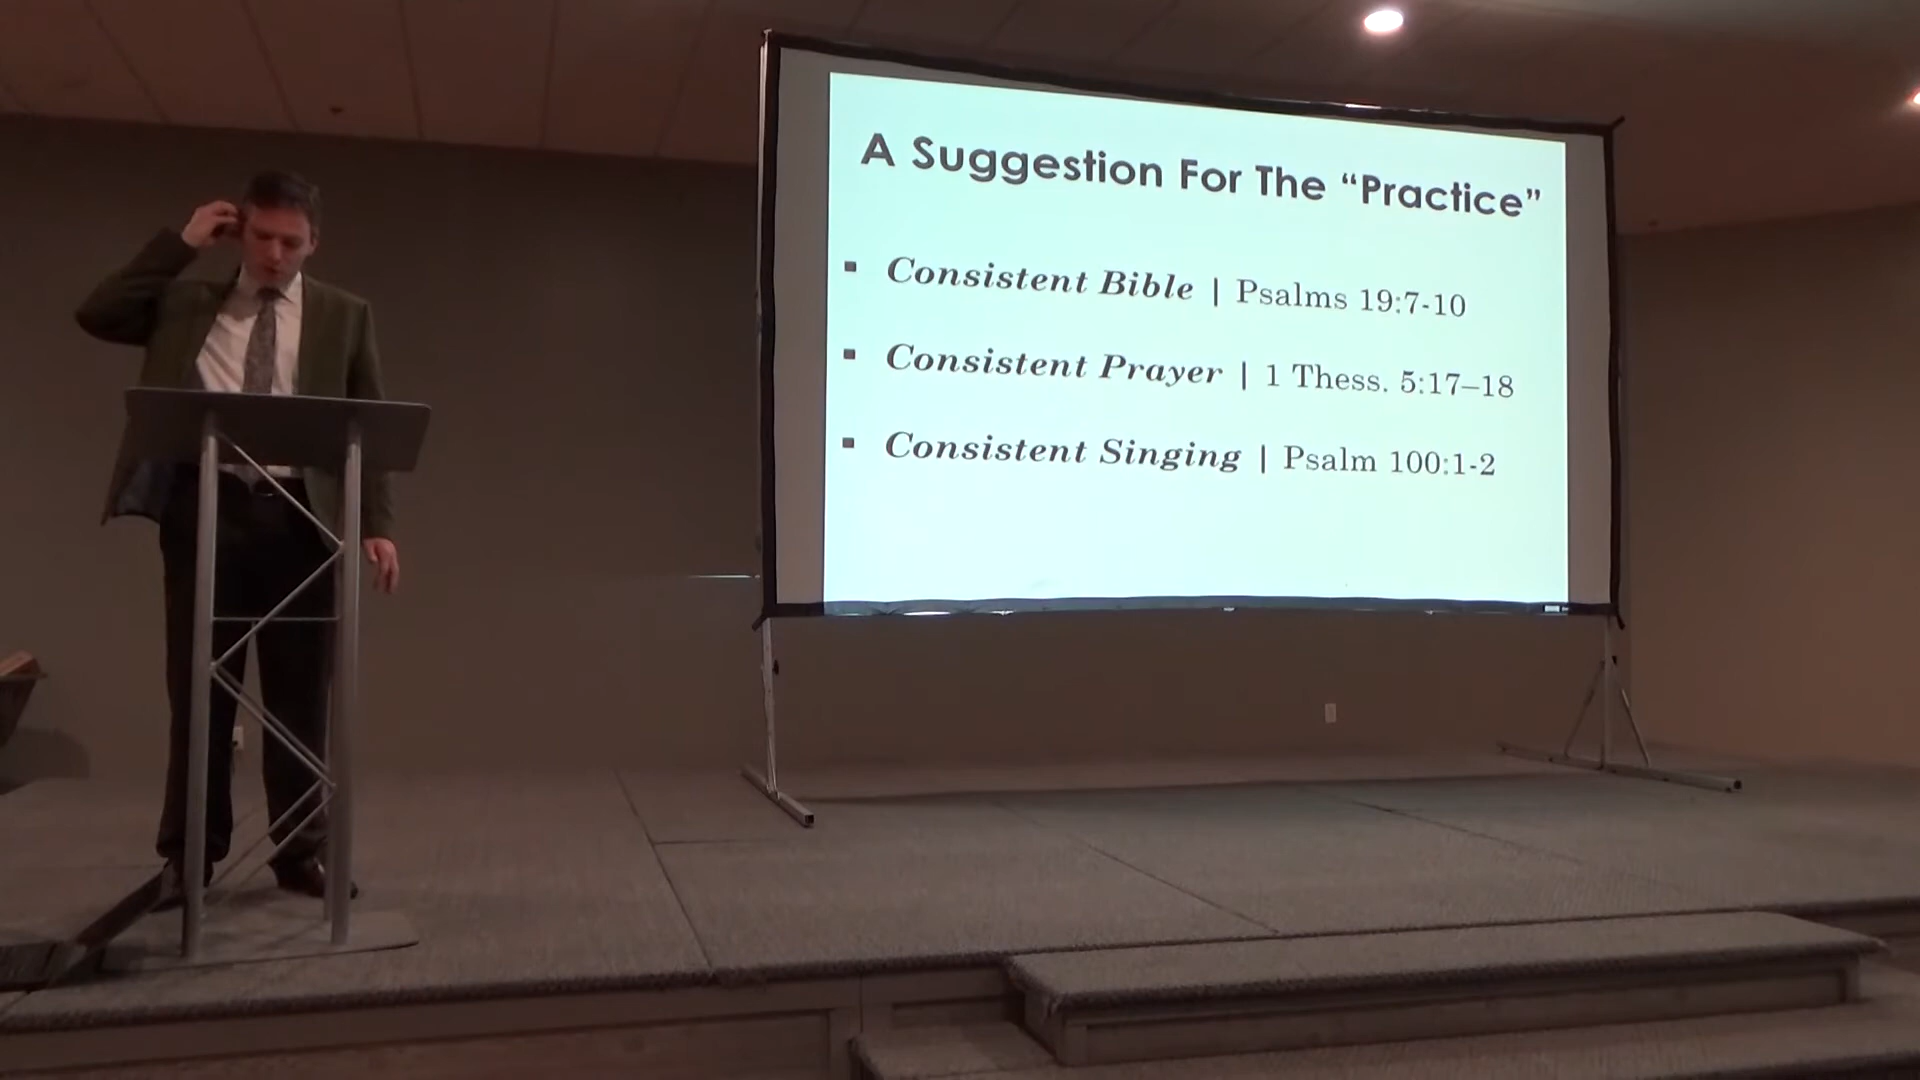 A Suggestion For The “Practice”
▪ Consistent Bible | Psalms 19:7-10
▪ Consistent Prayer | 1 Thess. 5:17–18
▪ Consistent Singing | Psalm 100:1-2